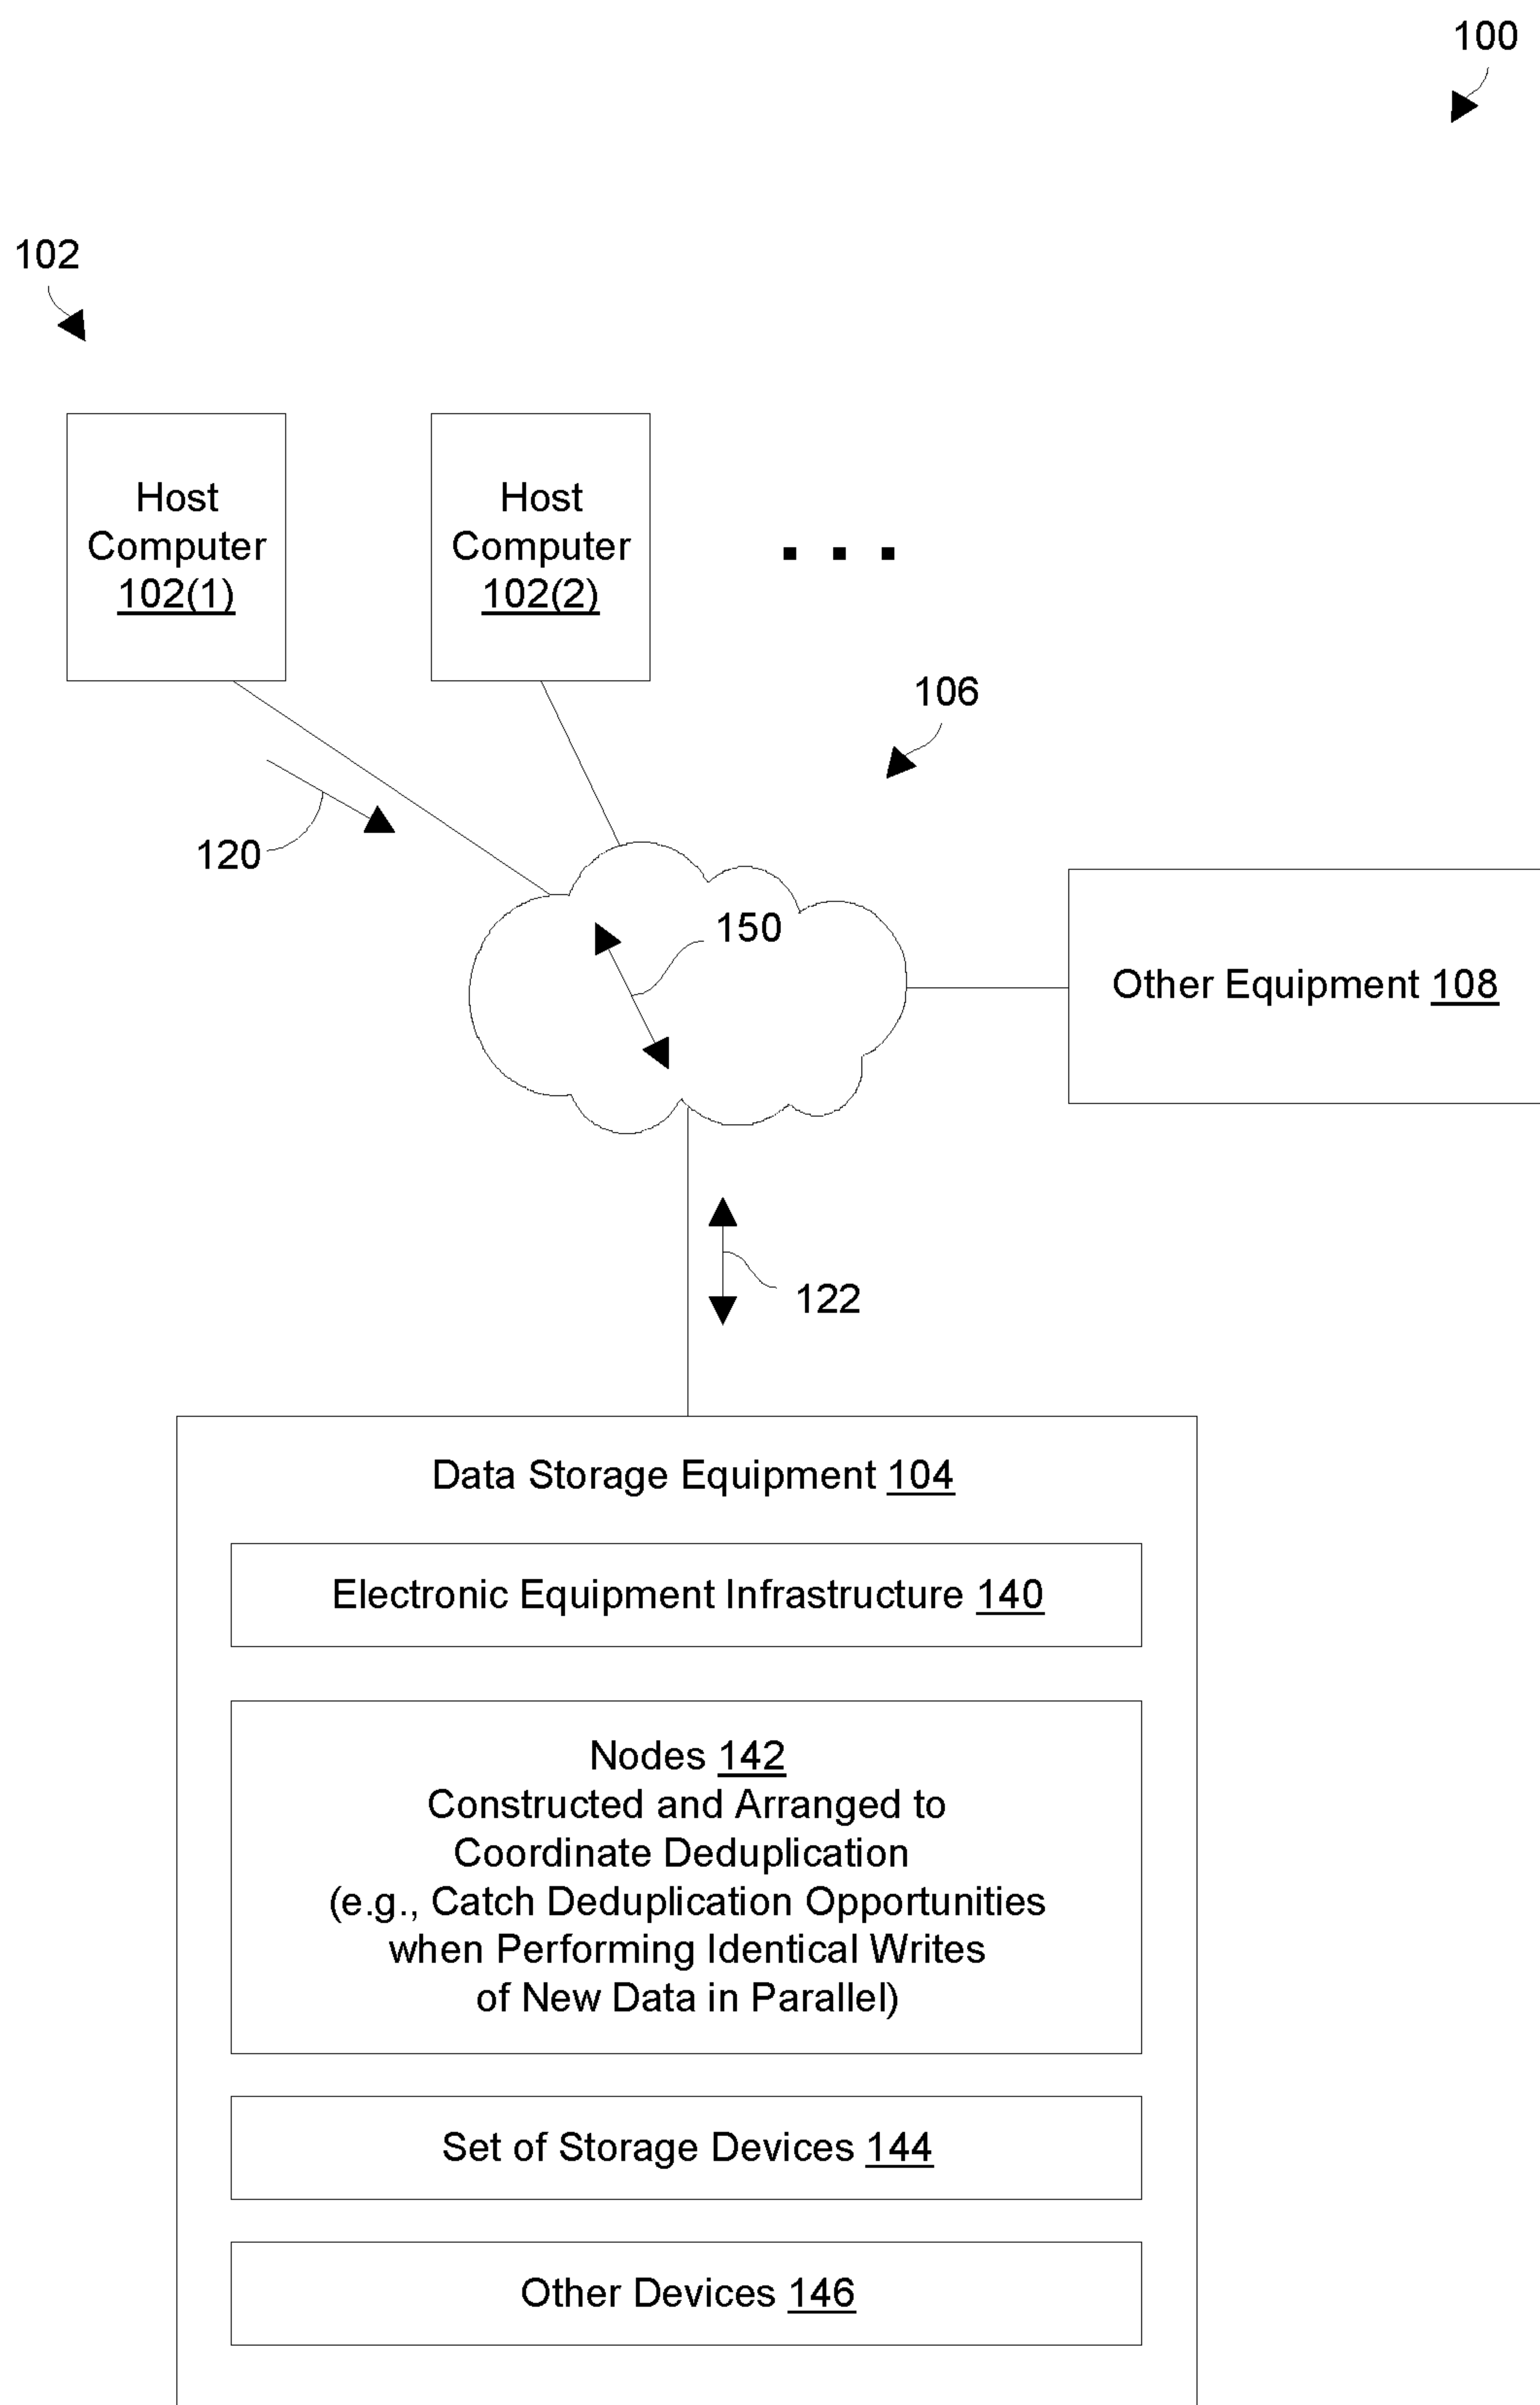 100
102
Host
Computer
102(1)
Host
Computer
102(2)
106
120
150
Other Equipment 108
122
Data Storage Equipment 104
Electronic Equipment Infrastructure 140
Nodes 142
Constructed and Arranged to
Coordinate Deduplication
(e.g., Catch Deduplication Opportunities
when Performing Identical Writes
of New Data in Parallel)
Set of Storage Devices 144
Other Devices 146